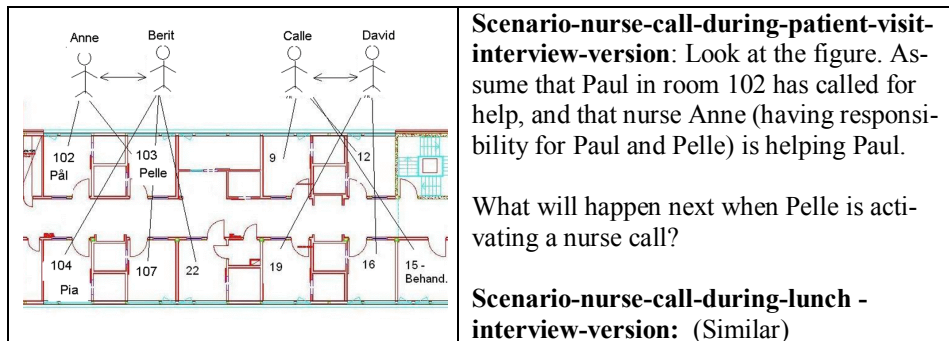 Anne Berit Calle David
102 103 9 12
Pål Pelle
104 107 22 19 16 15 -
Pia Behand.
Scenario-nurse-call-during-patient-visit-
interview-version: Look at the figure. As-
sume that Paul in room 102 has called for
help, and that nurse Anne (having responsi-
bility for Paul and Pelle) is helping Paul.
What will happen next when Pelle is acti-
vating a nurse call?
Scenario-nurse-call-during-lunch -
interview-version: (Similar)